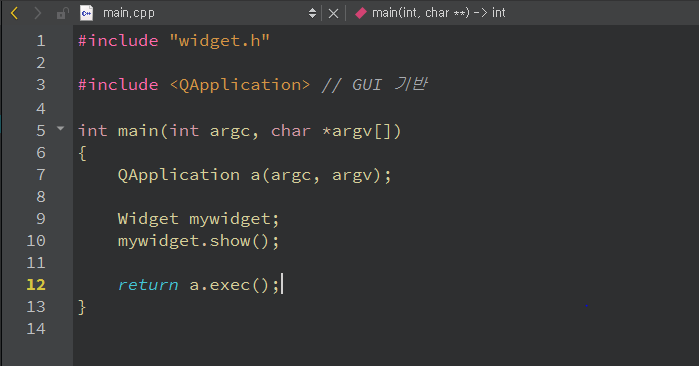 main.cpp
main(int, char **) -> int
1 #include "widget.h"
2
3 #include <QApplication> // GUI 기반
4
5 int main(int argc, char *argv[])
6 {
7 QApplication a(argc, argv);
8
9 Widget mywidget;
10 mywidget.show();
11
12 return a.exec();
13 }
14